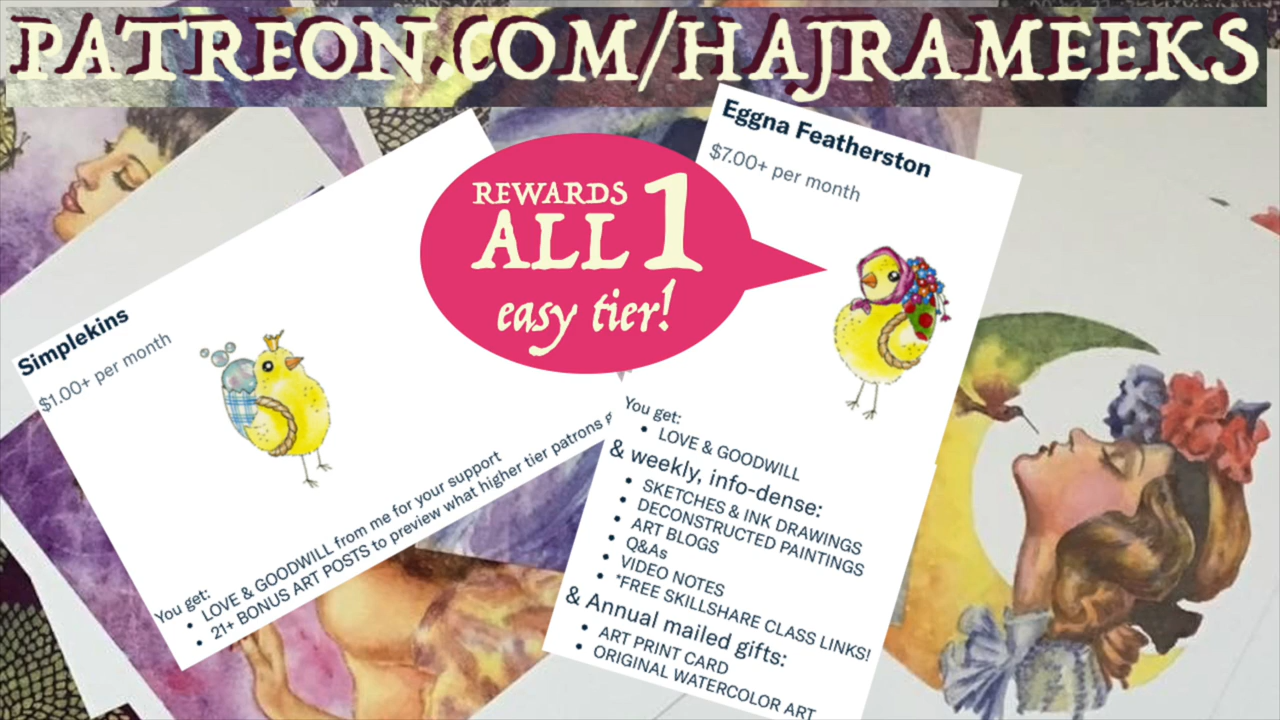 PATREON.COM/HAJRAMEEKS
Simplekins
$1.00+ per month
You get:
• LOVE & GOODWILL from me for your support
• 21+ BONUS ART POSTS to preview what higher tier patrons
REWARDS
ALL 1
easy tier!
Eggna Featherston
$7.00+ per month
You get:
• LOVE & GOODWILL
& weekly, info-dense:
• SKETCHES & INK DRAWINGS
• DECONSTRUCTED PAINTINGS
• ART BLOGS
• Q&As
• VIDEO NOTES
• *FREE SKILLSHARE CLASS LINKS!
& Annual mailed gifts:
• ART PRINT CARD
• ORIGINAL WATERCOLOR ART